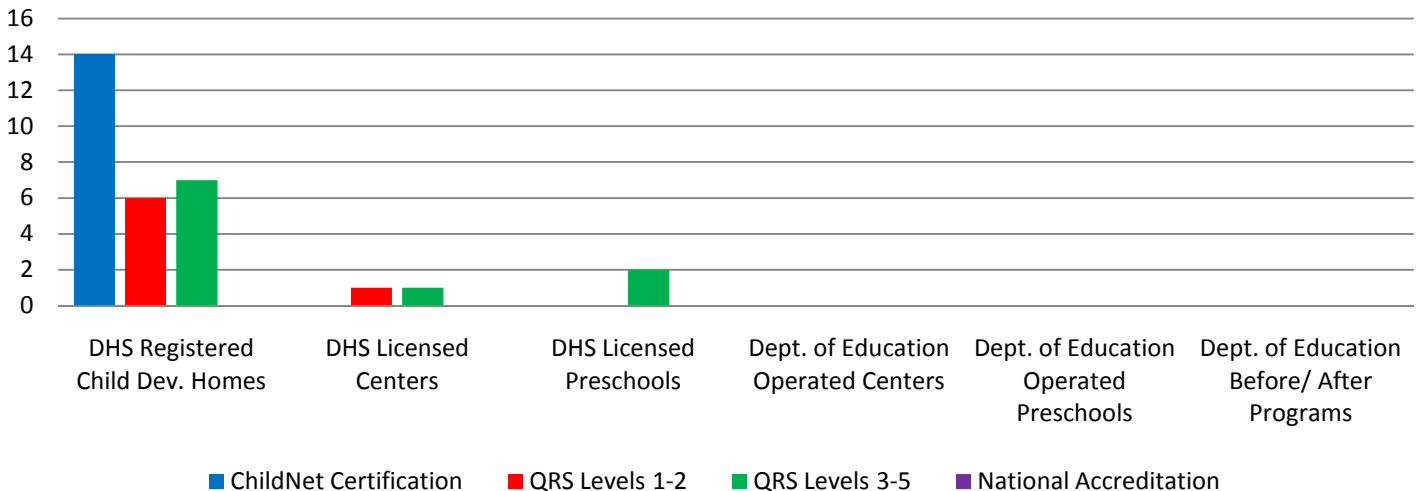 16
14
12
10
8
6
4
2
0
DHS Registered
Child Dev. Homes
DHS Licensed
Centers
DHS Licensed
Preschools
Dept. of Education
Operated Centers
Dept. of Education
Operated
Preschools
Dept. of Education
Before/ After
Programs
ChildNet Certification
QRS Levels 1-2
QRS Levels 3-5
National Accreditation